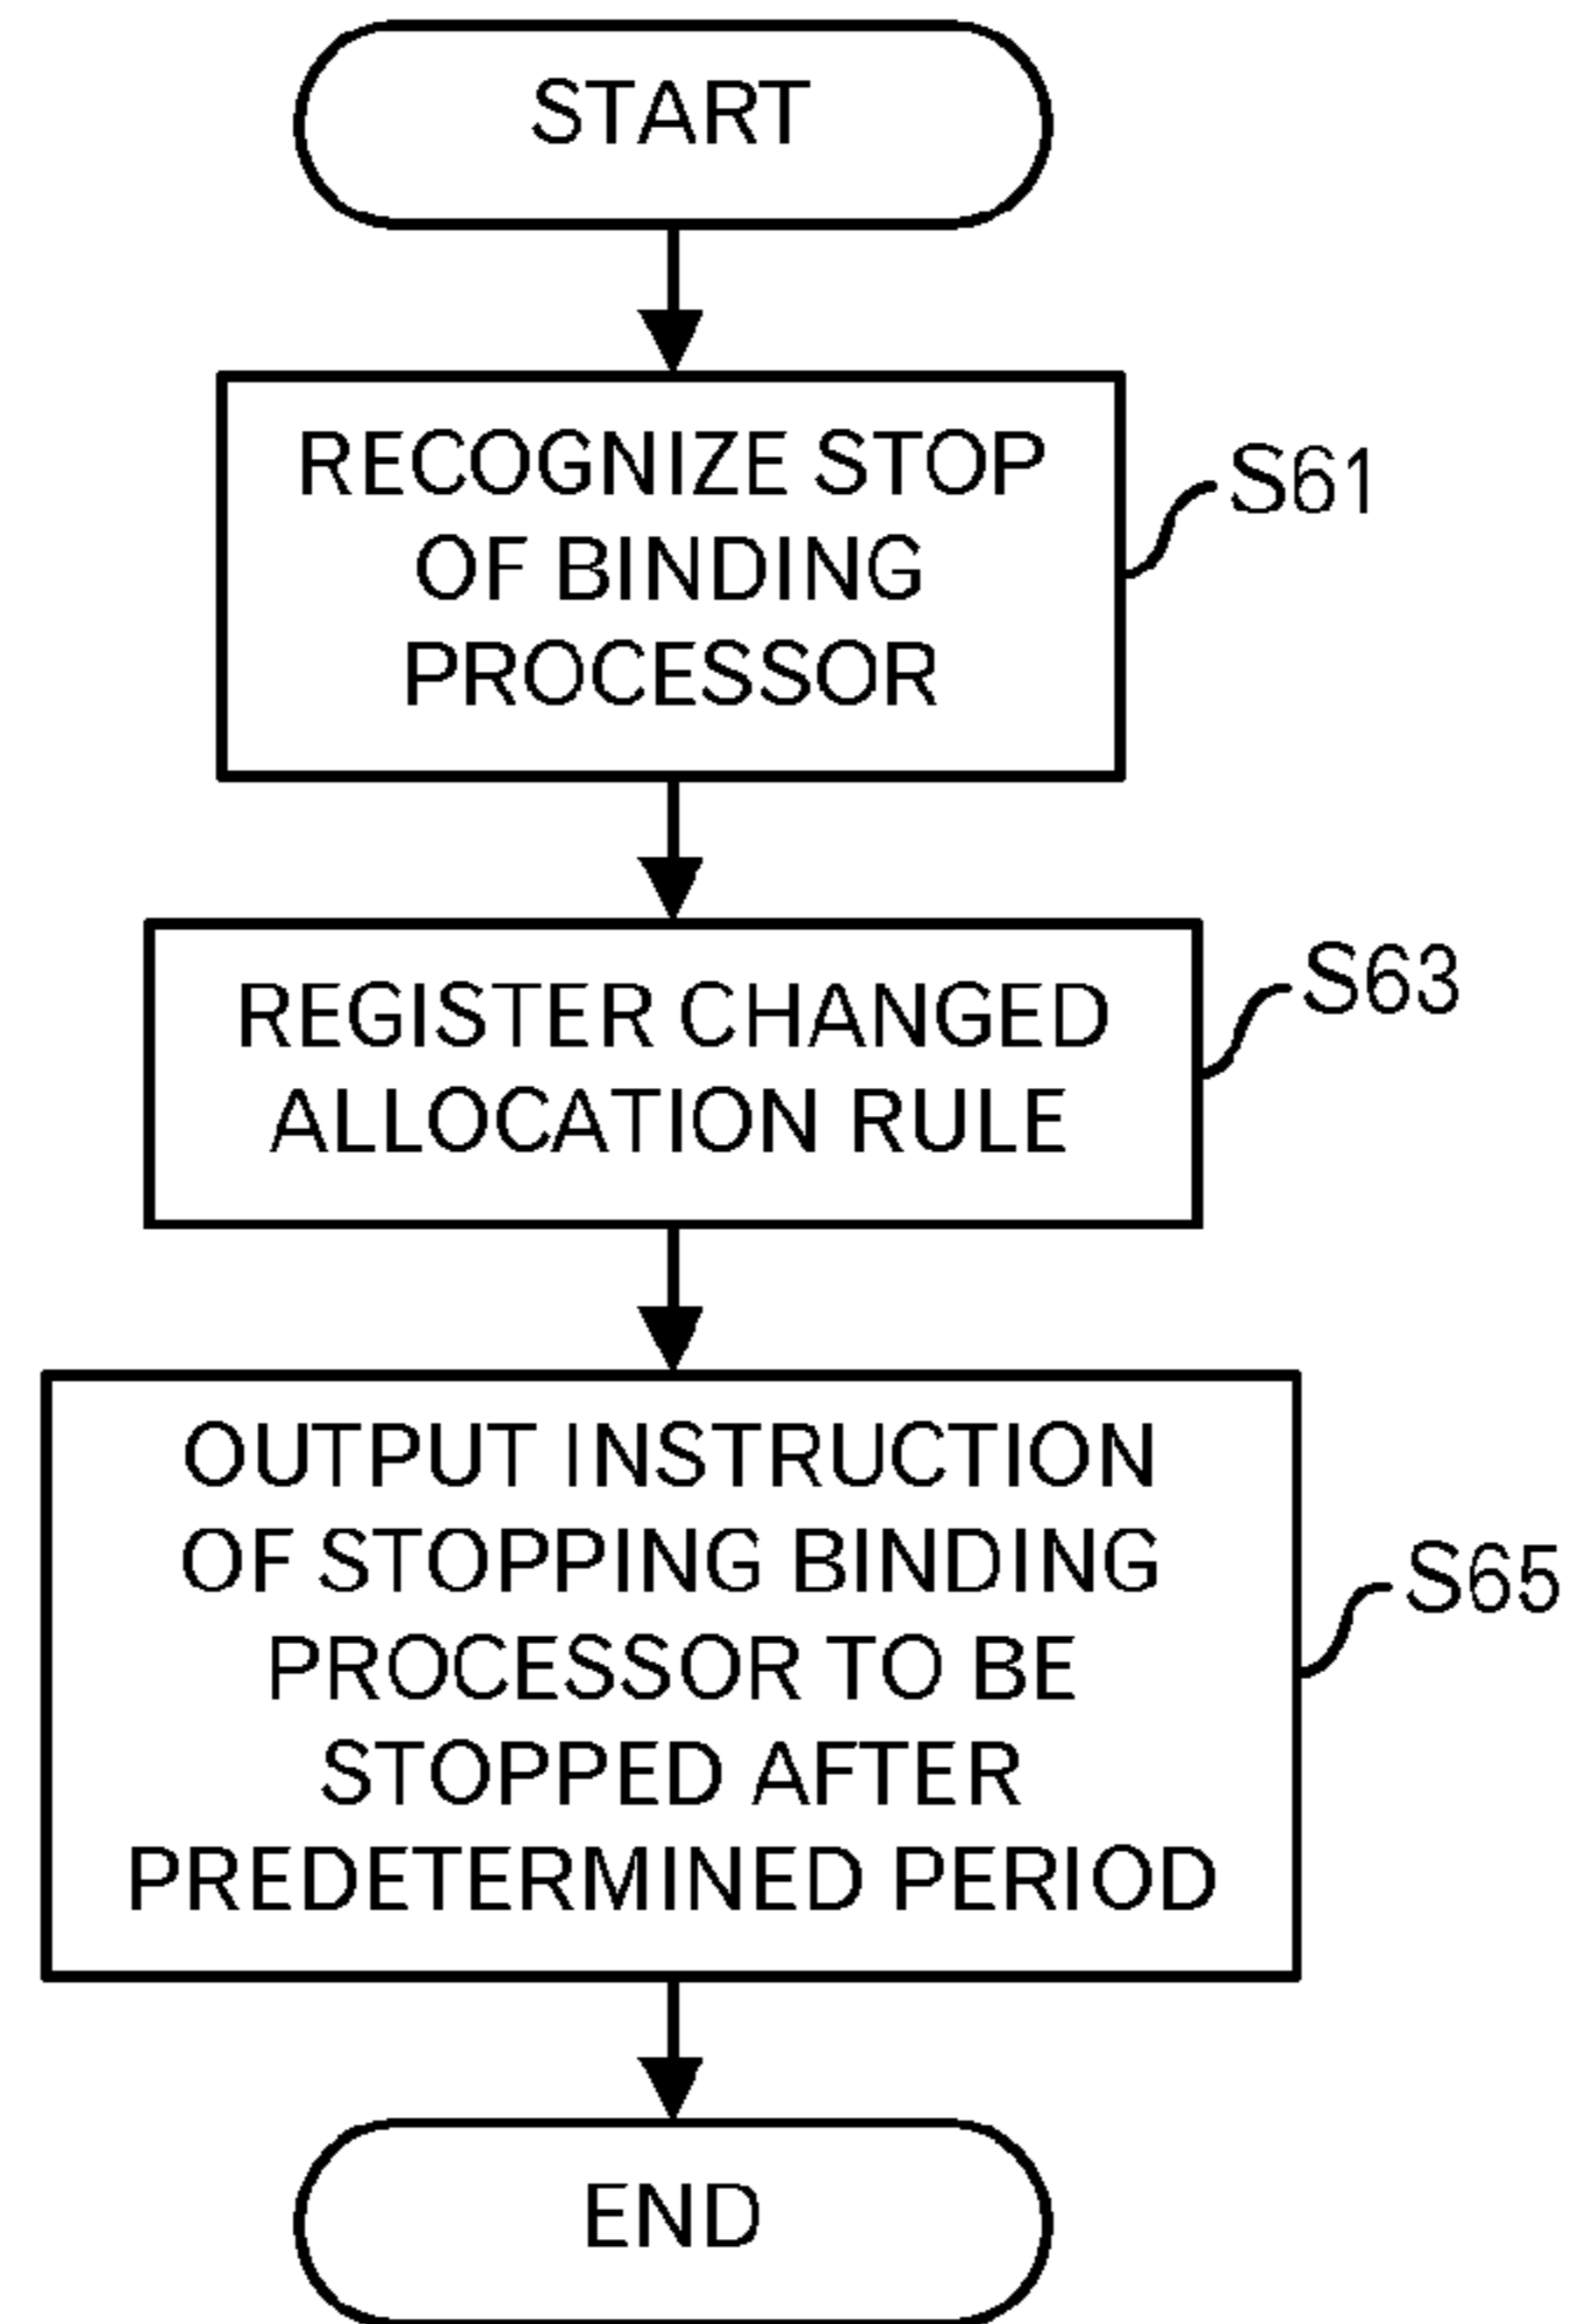 START
RECOGNIZE STOP
OF BINDING
PROCESSOR
S61
REGISTER CHANGED
ALLOCATION RULE
S63
OUTPUT INSTRUCTION
OF STOPPING BINDING
PROCESSOR TO BE
STOPPED AFTER
PREDETERMINED PERIOD
S65
END